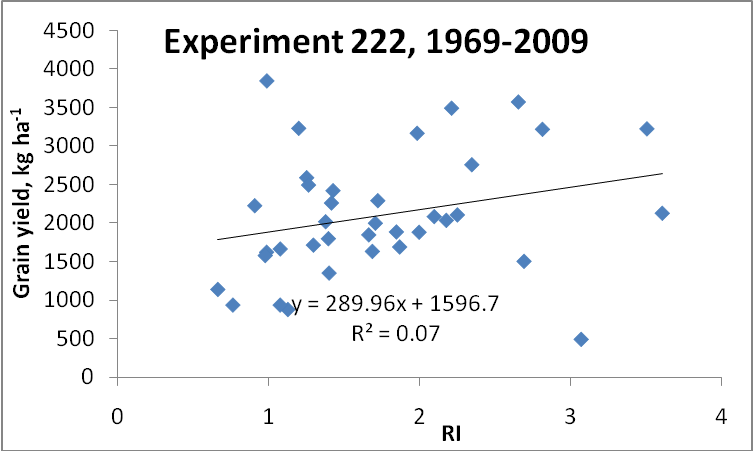 Experiment 222, 1969-2009
Grain yield, kg ha⁻¹
4500
4000
3500
3000
2500
2000
1500
1000
500
0
y = 289.96x + 1596.7
R² = 0.07
0 1 2 3 4
RI